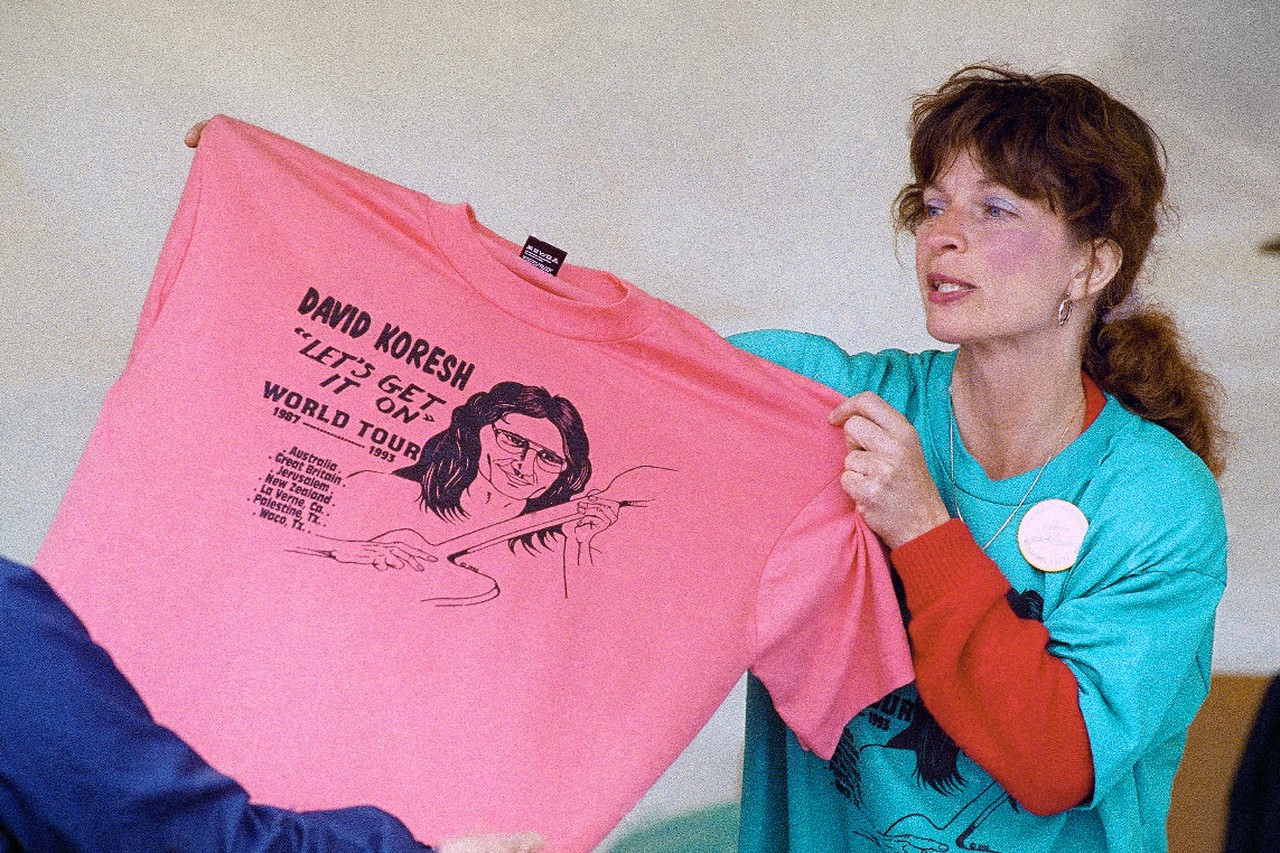 DAVID KORESH
"LET'S GET
IT ON"
WORLD TOUR
1987 ——— 1993
Australia
Great Britain
Jerusalem
New Zealand
La Verne, Ca.
Palestine, Tx.
Waco, Tx.
1993